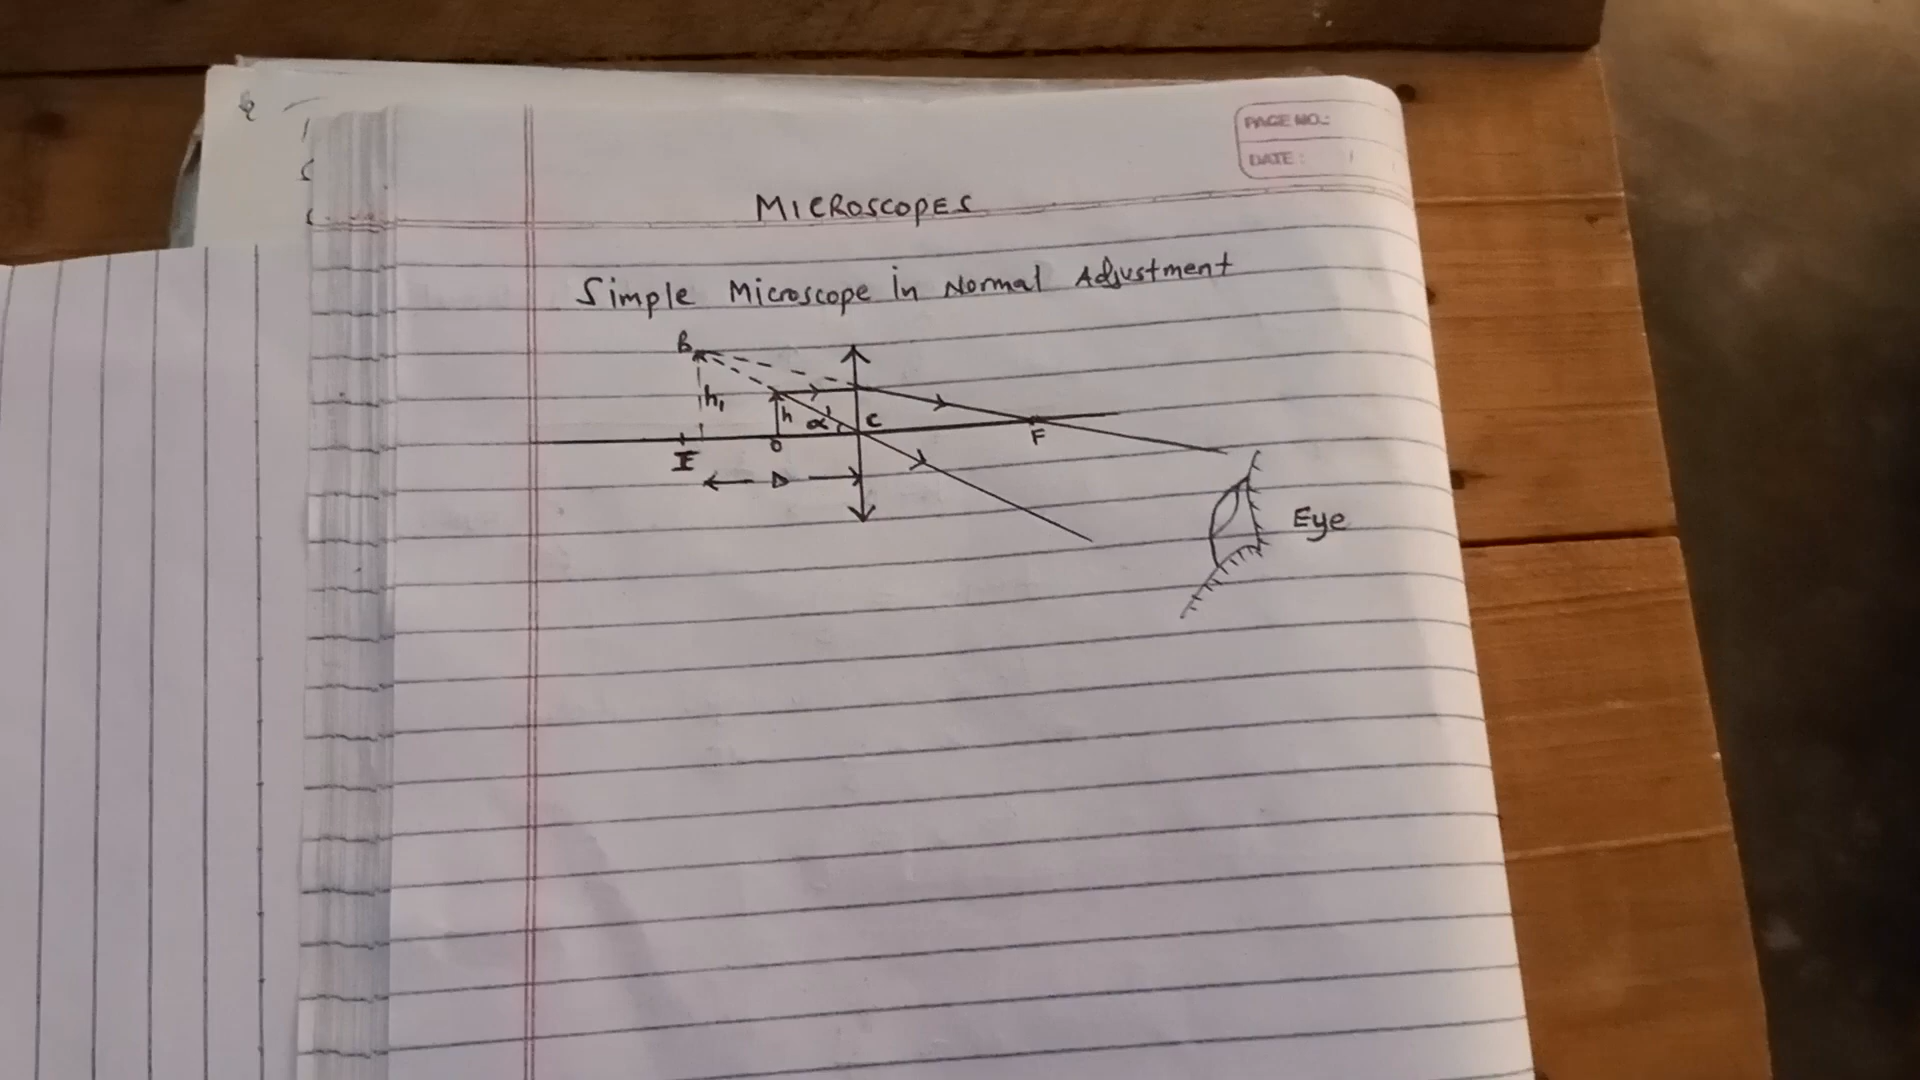 PAGE NO.:
DATE:
MICROSCOPES
Simple Microscope in Normal Adjustment
B
h₁
h
α'
C
F
I
O
D
Eye